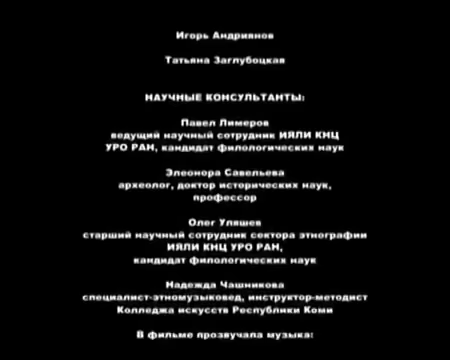 Игорь Андриянов
Татьяна Заглубоцкая
НАУЧНЫЕ КОНСУЛЬТАНТЫ:
Павел Лимеров
ведущий научный сотрудник ИЯЛИ КНЦ
УРО РАН, кандидат филологических наук
Элеонора Савельева
археолог, доктор исторических наук,
профессор
Олег Уляшев
старший научный сотрудник сектора этнографии
ИЯЛИ КНЦ УРО РАН,
кандидат филологических наук
Надежда Чашникова
специалист-этномузыковед, инструктор-методист
Колледжа искусств Республики Коми
В фильме прозвучала музыка: